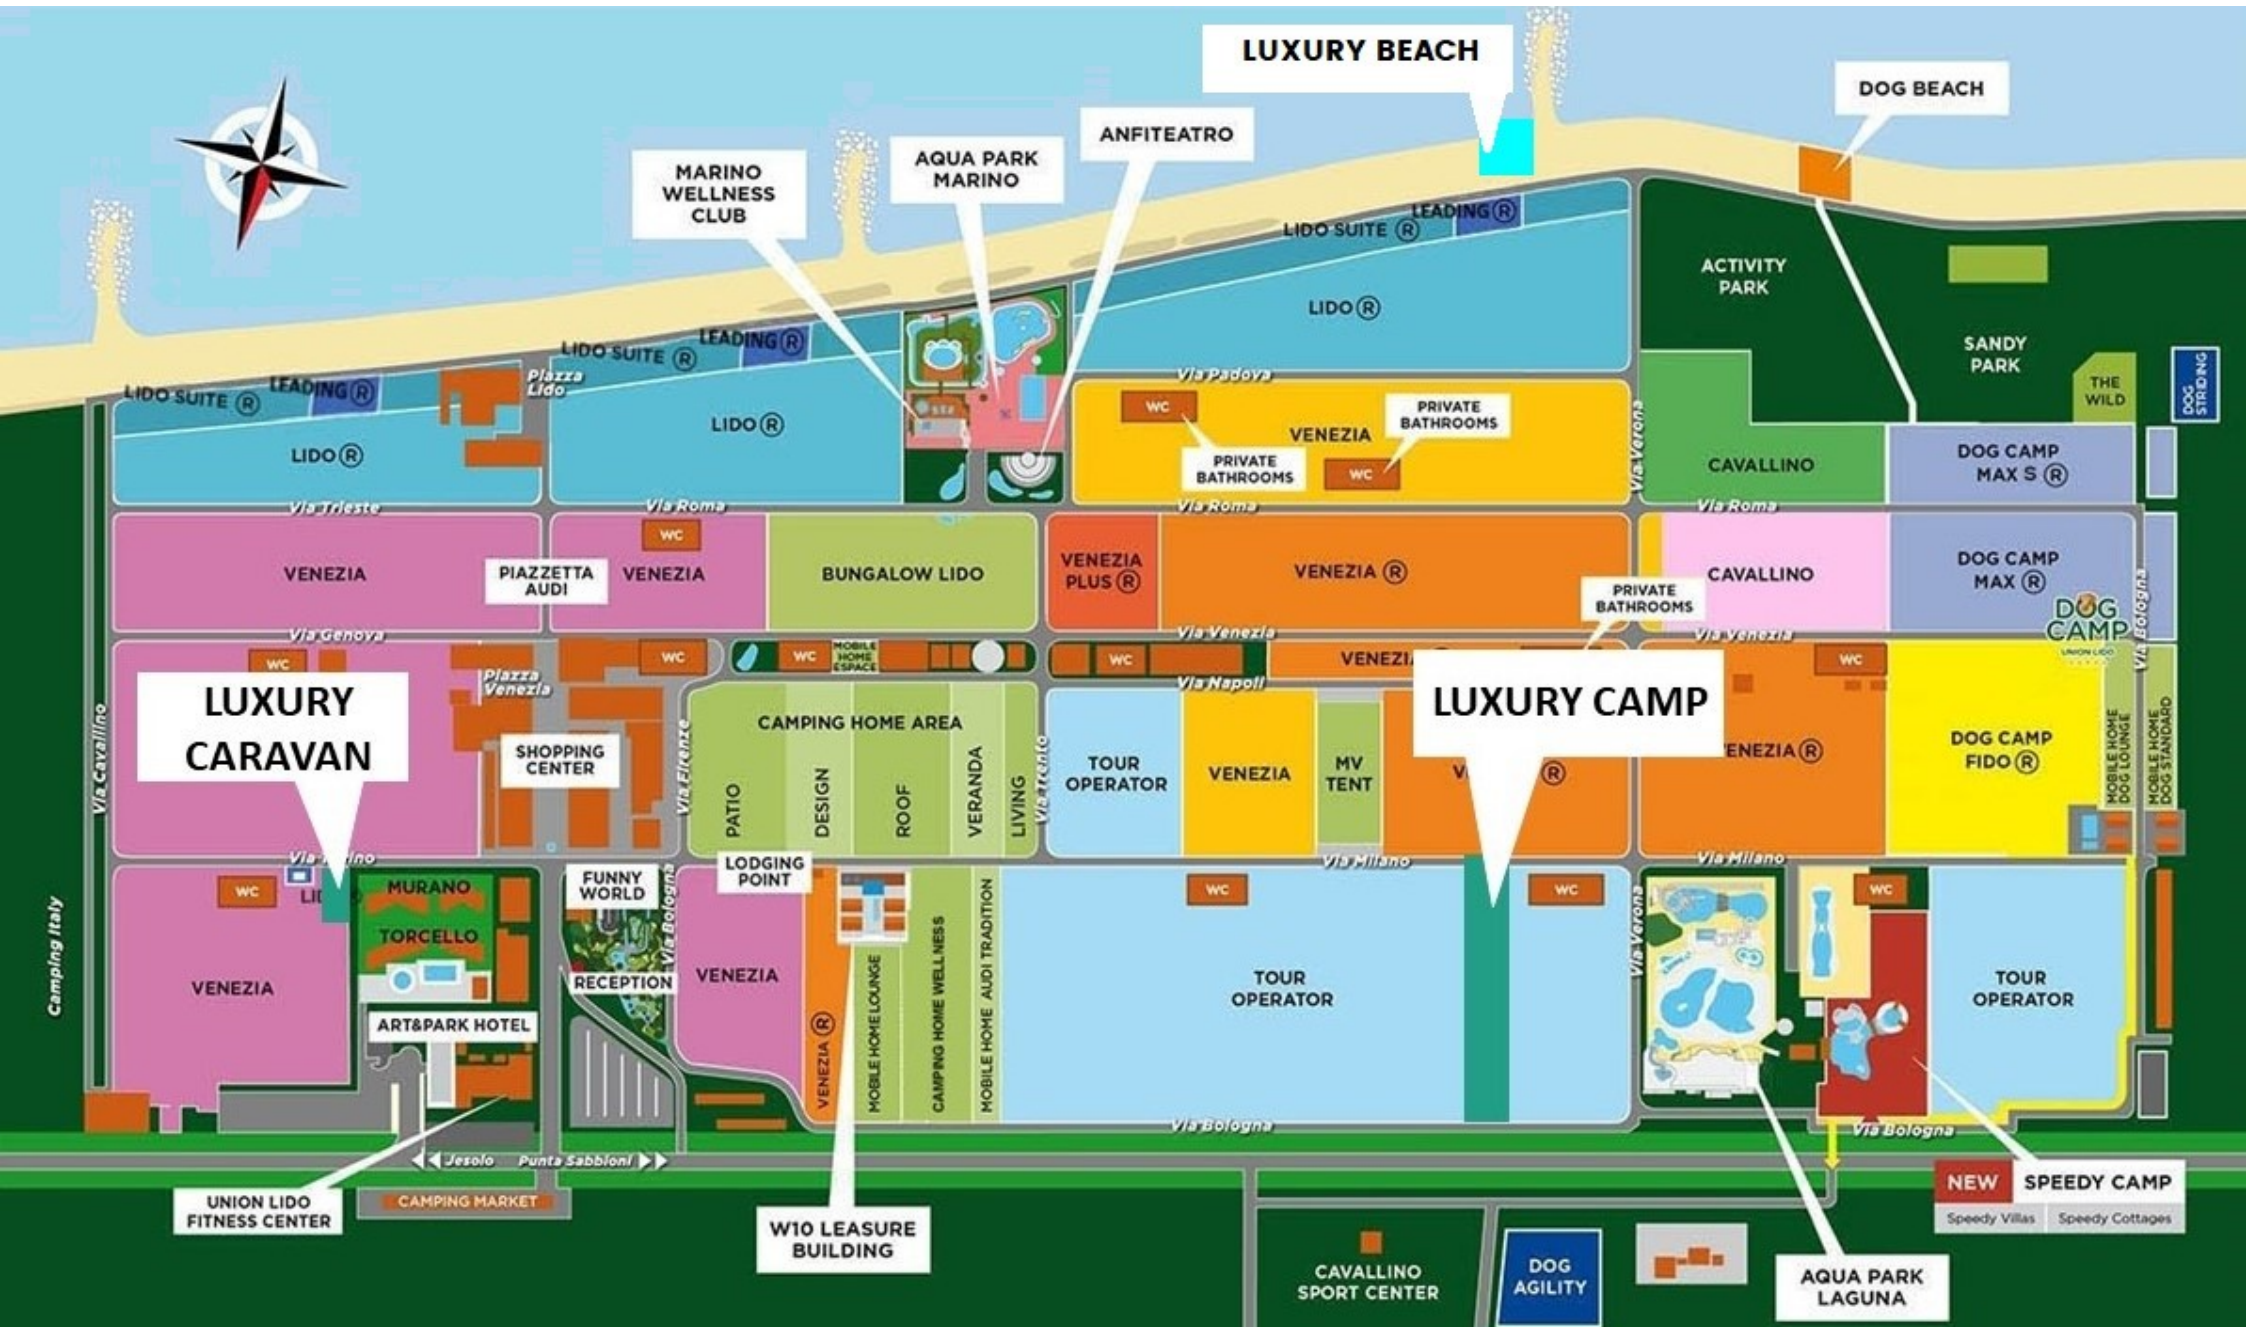 LUXURY BEACH
DOG BEACH
ANFITEATRO
AQUA PARK
MARINO
MARINO
WELLNESS
CLUB
LEADING R
LIDO SUITE R
ACTIVITY
PARK
LIDO R
SANDY
PARK
LEADING R
LIDO SUITE R
Piazza
Lido
LEADING R
LIDO SUITE R
Via Padova
THE
WILD
DOG
STRIDING
WC
PRIVATE
BATHROOMS
LIDO R
VENEZIA
Via Verona
LIDO R
PRIVATE
BATHROOMS
WC
CAVALLINO
DOG CAMP
MAX S R
Via Trieste
Via Roma
Via Roma
Via Roma
WC
VENEZIA
PIAZZETTA
AUDI
VENEZIA
BUNGALOW LIDO
VENEZIA
PLUS R
VENEZIA R
CAVALLINO
DOG CAMP
MAX R
PRIVATE
BATHROOMS
DOG
CAMP
UNION LIDO
Via Bologna
Via Genova
Via Venezia
Via Venezia
WC
WC
WC
MOBILE
HOME
ESPACE
WC
VENEZIA
WC
Piazza
Venezia
Via Napoli
LUXURY
CARAVAN
LUXURY CAMP
Via Cavallino
SHOPPING
CENTER
Via Firenze
CAMPING HOME AREA
PATIO
DESIGN
ROOF
VERANDA
LIVING
Via Trento
TOUR
OPERATOR
VENEZIA
MV
TENT
R
ENEZIA R
DOG CAMP
FIDO R
MOBILE HOME
DOG LOUNGE
MOBILE HOME
DOG STANDARD
Via Milano
Via Milano
LODGING
POINT
WC
MURANO
TORCELLO
FUNNY
WORLD
Via Bologna
WC
WC
WC
Camping Italy
VENEZIA
RECEPTION
VENEZIA
VENEZIA R
MOBILE HOME LOUNGE
CAMPING HOME WELLNESS
MOBILE HOME AUDI TRADITION
TOUR
OPERATOR
Via Verona
TOUR
OPERATOR
ART&PARK HOTEL
Via Bologna
Via Bologna
Jesolo
Punta Sabbioni
CAMPING MARKET
UNION LIDO
FITNESS CENTER
W10 LEASURE
BUILDING
NEW SPEEDY CAMP
Speedy Villas Speedy Cottages
CAVALLINO
SPORT CENTER
DOG
AGILITY
AQUA PARK
LAGUNA